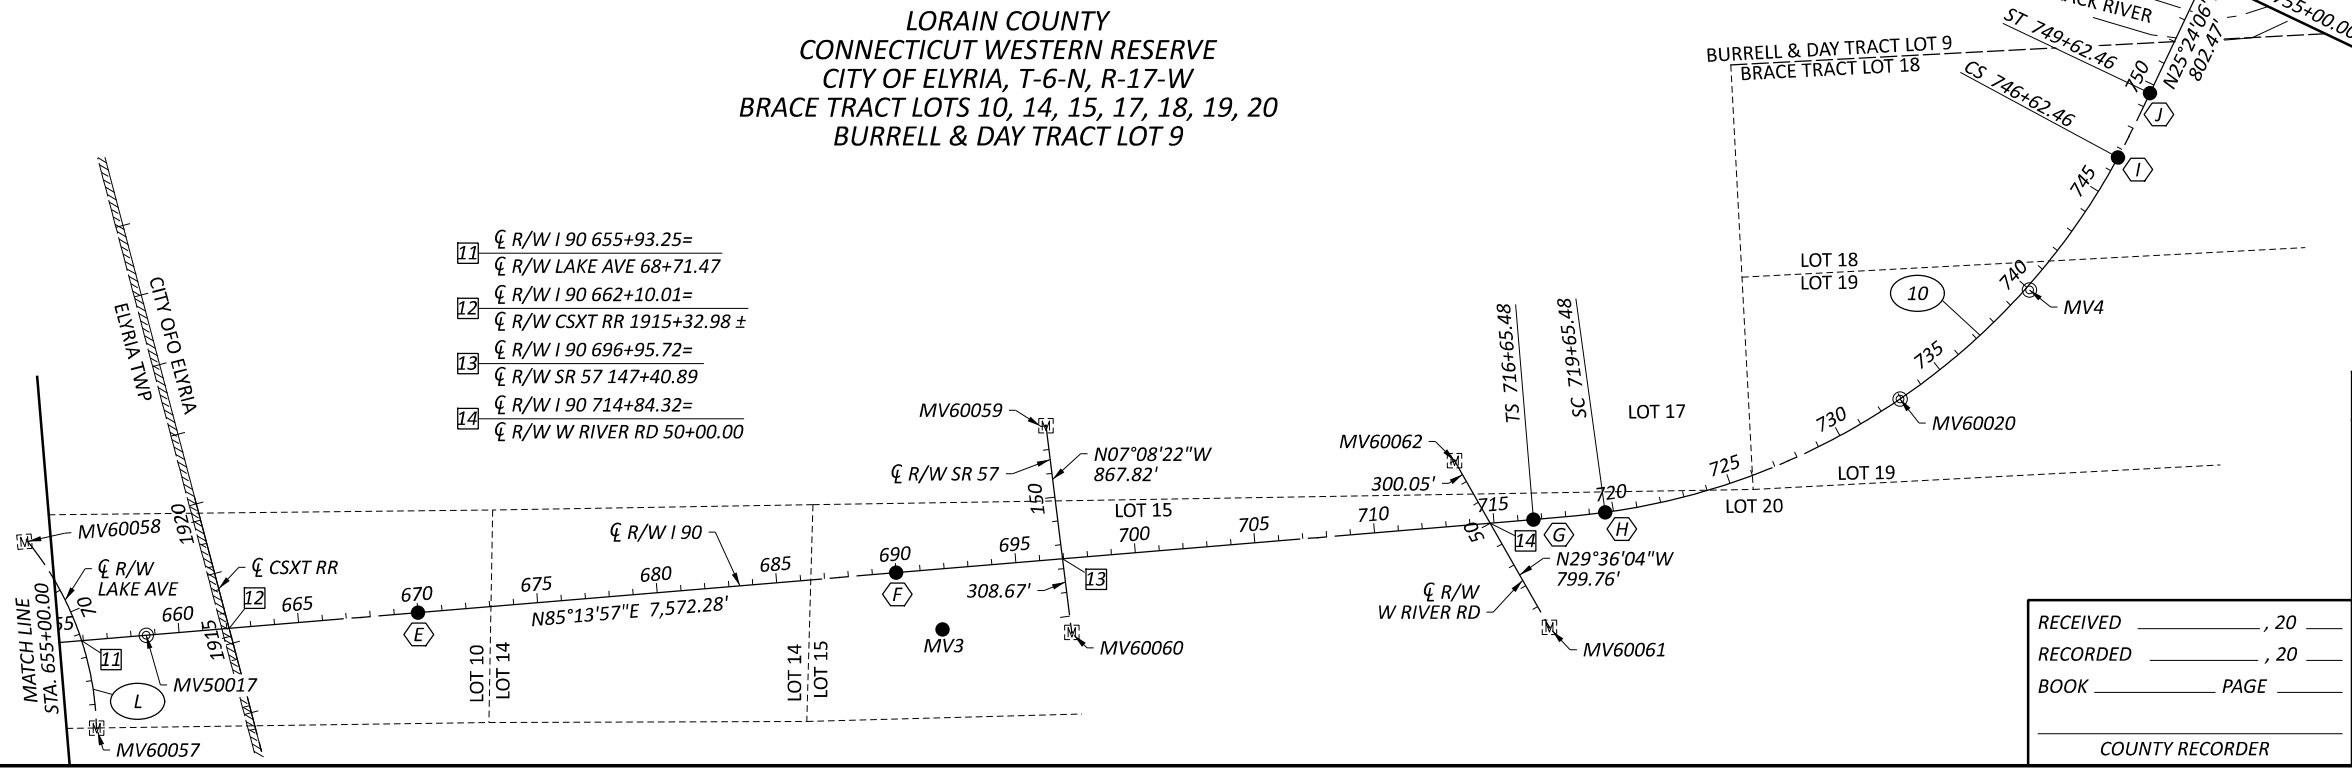 LORAIN COUNTY
CONNECTICUT WESTERN RESERVE
CITY OF ELYRIA, T-6-N, R-17-W
BRACE TRACT LOTS 10, 14, 15, 17, 18, 19, 20
BURRELL & DAY TRACT LOT 9
11
℄ R/W I 90 655+93.25=
℄ R/W LAKE AVE 68+71.47
12
℄ R/W I 90 662+10.01=
℄ R/W CSXT RR 1915+32.98 ±
13
℄ R/W I 90 696+95.72=
℄ R/W SR 57 147+40.89
14
℄ R/W I 90 714+84.32=
℄ R/W W RIVER RD 50+00.00
CITY OFO ELYRIA
ELYRIA TWP
MATCH LINE
STA. 655+00.00
MV60058
℄ R/W
LAKE AVE
70
55
11
L
MV60057
MV50017
660
1920
1915
℄ CSXT RR
12
665
670
E
LOT 10
LOT 14
675
N85°13'57"E 7,572.28'
680
℄ R/W I 90
685
LOT 14
LOT 15
690
F
MV3
695
MV60059
℄ R/W SR 57
N07°08'22"W
867.82'
150
308.67'
13
MV60060
LOT 15
700
705
710
MV60062
300.05'
715
50
14
G
N29°36'04"W
799.76'
℄ R/W
W RIVER RD
MV60061
TS 716+65.48
SC 719+65.48
720
H
LOT 17
725
LOT 19
LOT 20
730
MV60020
735
10
740
MV4
LOT 18
LOT 19
745
I
CS 746+62.46
ST 749+62.46
750
J
N25°24'06"
802.47'
BURRELL & DAY TRACT LOT 9
BRACE TRACT LOT 18
RIVER
RECEIVED ____________ , 20 ____
RECORDED ____________ , 20 ____
BOOK ____________ PAGE ________
COUNTY RECORDER